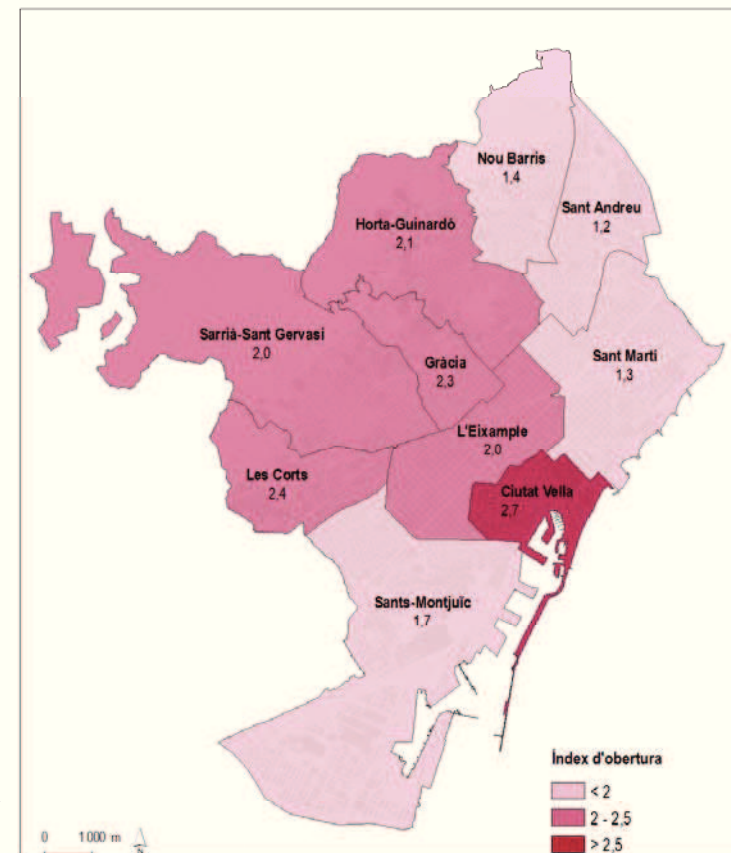 Nou Barris
1,4
Sant Andreu
1,2
Horta-Guinardó
2,1
Sarrià-Sant Gervasi
2,0
Gràcia
2,3
Sant Martí
1,3
L'Eixample
2,0
Les Corts
2,4
Ciutat Vella
2,7
Sants-Montjuïc
1,7
Índex d'obertura
< 2
2 - 2,5
> 2,5
0 1000 m
N